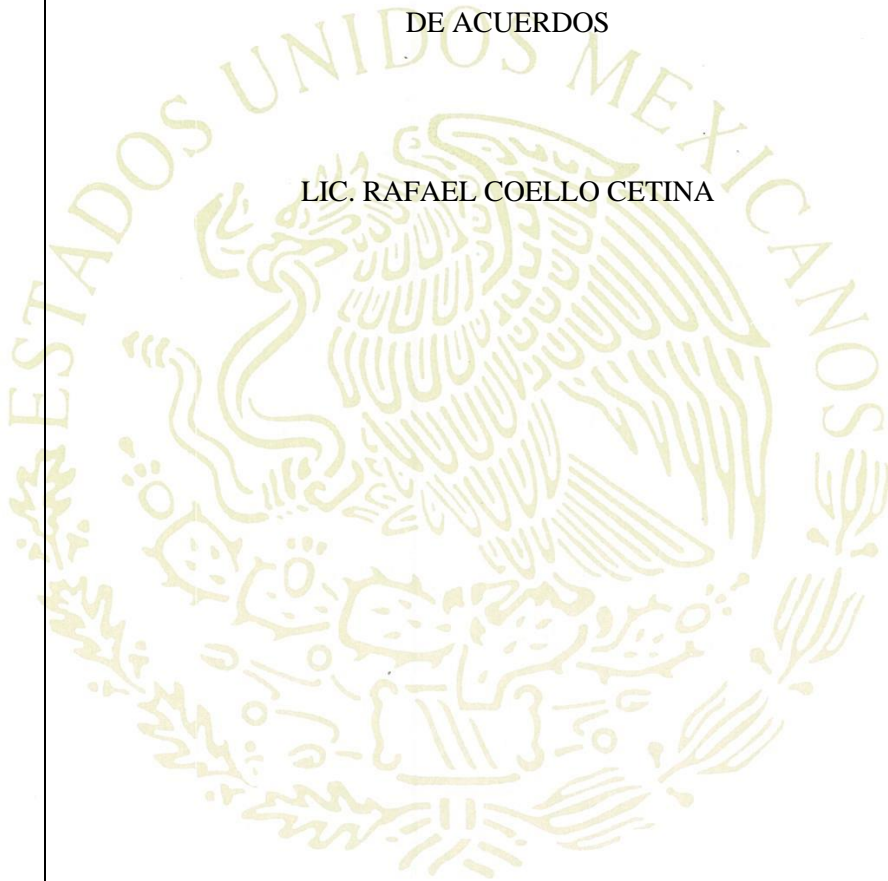 DE ACUERDOS
LIC. RAFAEL COELLO CETINA
ESTADOS UNIDOS MEXICANOS